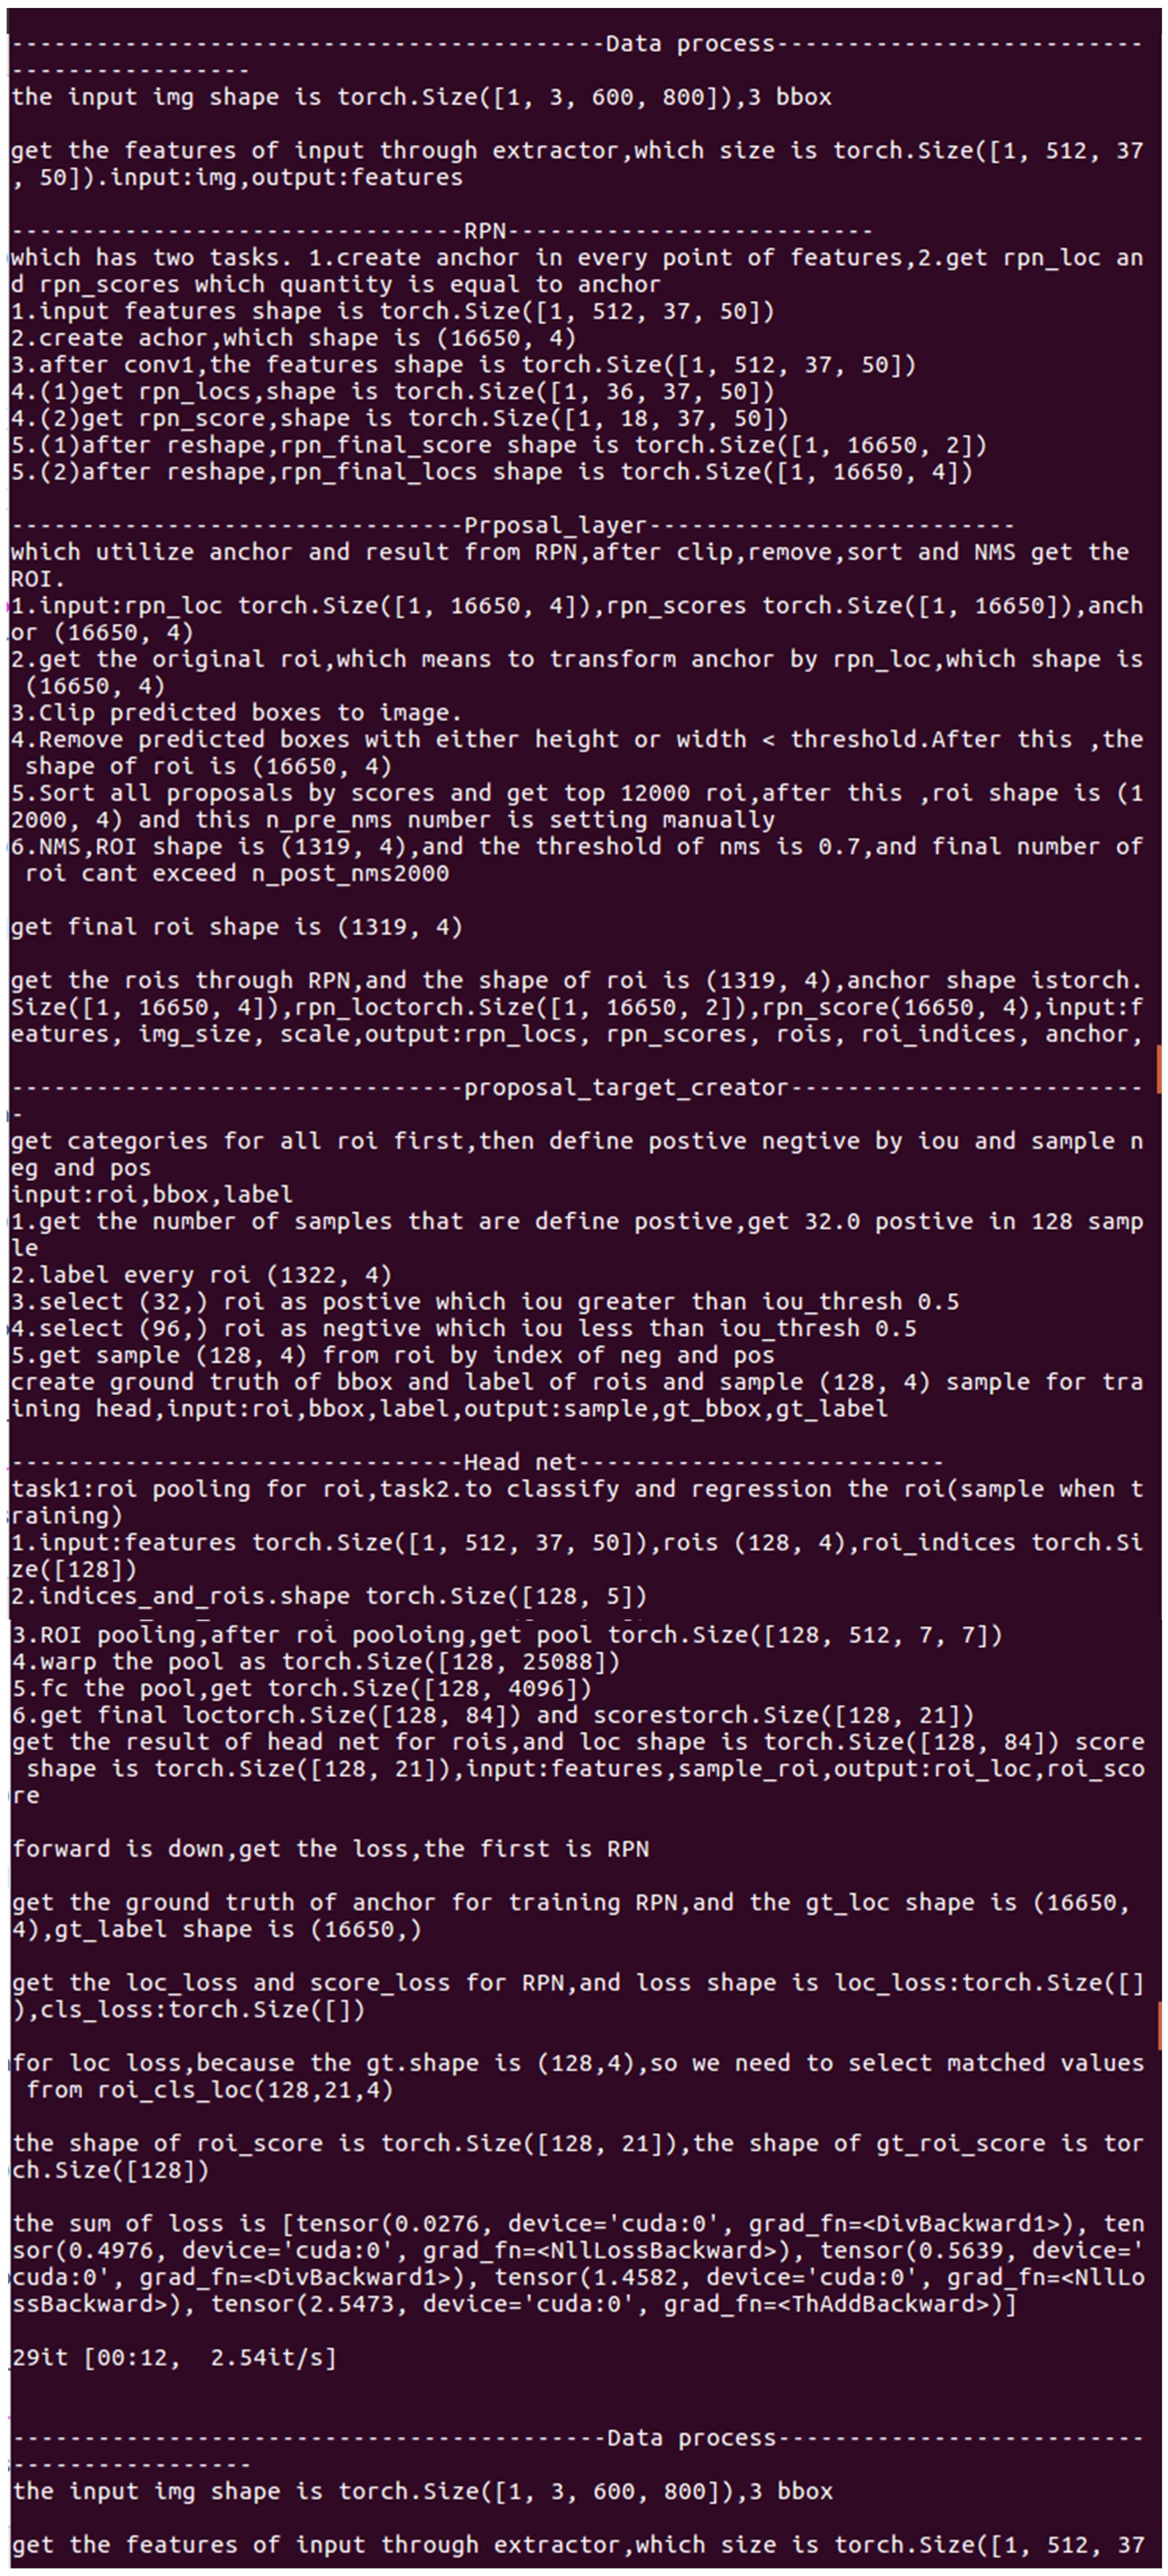 ------------------------------------------Data process--------------------------
-----------------
the input img shape is torch.Size([1, 3, 600, 800]),3 bbox
get the features of input through extractor,which size is torch.Size([1, 512, 37
, 50]).input:img,output:features
--------------------------------RPN--------------------------
which has two tasks. 1.create anchor in every point of features,2.get rpn_loc an
d rpn_scores which quantity is equal to anchor
1.input features shape is torch.Size([1, 512, 37, 50])
2.create achor,which shape is (16650, 4)
3.after conv1,the features shape is torch.Size([1, 512, 37, 50])
4.(1)get rpn_locs,shape is torch.Size([1, 36, 37, 50])
4.(2)get rpn_score,shape is torch.Size([1, 18, 37, 50])
5.(1)after reshape,rpn_final_score shape is torch.Size([1, 16650, 2])
5.(2)after reshape,rpn_final_locs shape is torch.Size([1, 16650, 4])
--------------------------------Prposal_layer--------------------------
which utilize anchor and result from RPN,after clip,remove,sort and NMS get the
ROI.
1.input:rpn_loc torch.Size([1, 16650, 4]),rpn_scores torch.Size([1, 16650]),anch
or (16650, 4)
2.get the original roi,which means to transform anchor by rpn_loc,which shape is
 (16650, 4)
3.Clip predicted boxes to image.
4.Remove predicted boxes with either height or width < threshold.After this ,the
 shape of roi is (16650, 4)
5.Sort all proposals by scores and get top 12000 roi,after this ,roi shape is (1
2000, 4) and this n_pre_nms number is setting manually
6.NMS,ROI shape is (1319, 4),and the threshold of nms is 0.7,and final number of
 roi cant exceed n_post_nms2000
get final roi shape is (1319, 4)
get the rois through RPN,and the shape of roi is (1319, 4),anchor shape istorch.
Size([1, 16650, 4]),rpn_loctorch.Size([1, 16650, 2]),rpn_score(16650, 4),input:f
eatures, img_size, scale,output:rpn_locs, rpn_scores, rois, roi_indices, anchor,
--------------------------------proposal_target_creator-------------------------
-
get categories for all roi first,then define postive negtive by iou and sample n
eg and pos
input:roi,bbox,label
1.get the number of samples that are define postive,get 32.0 postive in 128 samp
le
2.label every roi (1322, 4)
3.select (32,) roi as postive which iou greater than iou_thresh 0.5
4.select (96,) roi as negtive which iou less than iou_thresh 0.5
5.get sample (128, 4) from roi by index of neg and pos
create ground truth of bbox and label of rois and sample (128, 4) sample for tra
ining head,input:roi,bbox,label,output:sample,gt_bbox,gt_label
--------------------------------Head net--------------------------
task1:roi pooling for roi,task2.to classify and regression the roi(sample when t
raining)
1.input:features torch.Size([1, 512, 37, 50]),rois (128, 4),roi_indices torch.Si
ze([128])
2.indices_and_rois.shape torch.Size([128, 5])
3.ROI pooling,after roi pooloing,get pool torch.Size([128, 512, 7, 7])
4.warp the pool as torch.Size([128, 25088])
5.fc the pool,get torch.Size([128, 4096])
6.get final loctorch.Size([128, 84]) and scorestorch.Size([128, 21])
get the result of head net for rois,and loc shape is torch.Size([128, 84]) score
 shape is torch.Size([128, 21]),input:features,sample_roi,output:roi_loc,roi_sco
re
forward is down,get the loss,the first is RPN
get the ground truth of anchor for training RPN,and the gt_loc shape is (16650,
4),gt_label shape is (16650,)
get the loc_loss and score_loss for RPN,and loss shape is loc_loss:torch.Size([]
),cls_loss:torch.Size([])
for loc loss,because the gt.shape is (128,4),so we need to select matched values
 from roi_cls_loc(128,21,4)
the shape of roi_score is torch.Size([128, 21]),the shape of gt_roi_score is tor
ch.Size([128])
the sum of loss is [tensor(0.0276, device='cuda:0', grad_fn=<DivBackward1>), ten
sor(0.4976, device='cuda:0', grad_fn=<NllLossBackward>), tensor(0.5639, device='
cuda:0', grad_fn=<DivBackward1>), tensor(1.4582, device='cuda:0', grad_fn=<NllLo
ssBackward>), tensor(2.5473, device='cuda:0', grad_fn=<ThAddBackward>)]
29it [00:12,  2.54it/s]
------------------------------------------Data process--------------------------
-----------------
the input img shape is torch.Size([1, 3, 600, 800]),3 bbox
get the features of input through extractor,which size is torch.Size([1, 512, 37